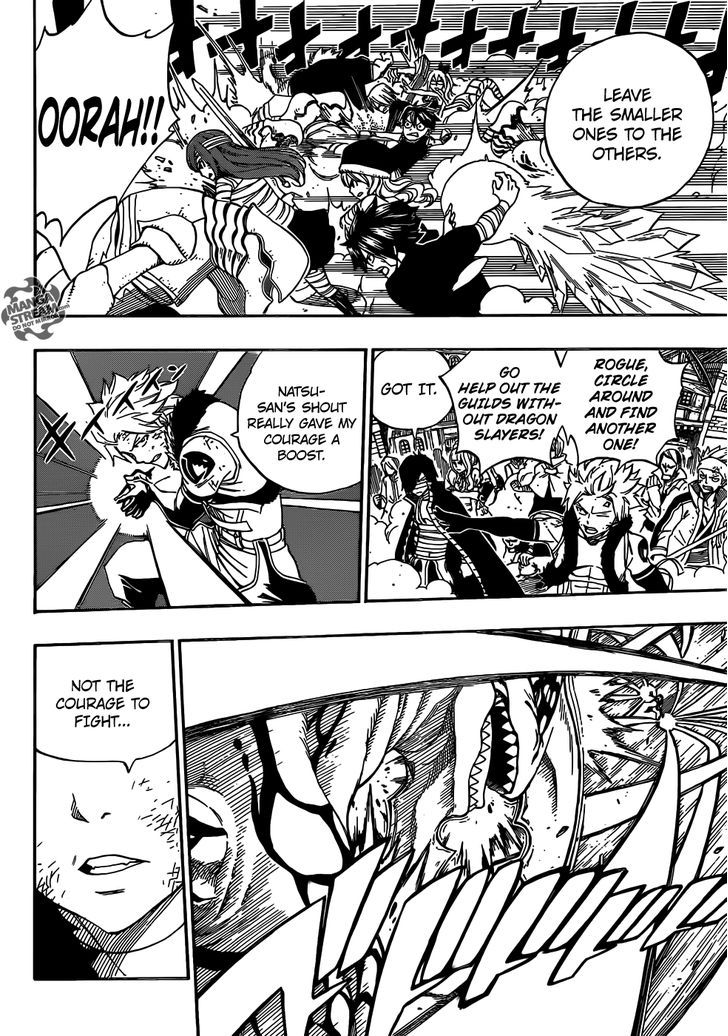 OORAH!!
LEAVE
THE SMALLER
ONES TO THE
OTHERS.
MANGA
STREAM
NATSU-
SAN'S SHOUT
REALLY GAVE MY
COURAGE A
BOOST.
GOT IT.
GO
HELP OUT THE
GUILDS WITH-
OUT DRAGON
SLAYERS!
ROGUE,
CIRCLE
AROUND
AND FIND
ANOTHER
ONE!
NOT THE
COURAGE TO
FIGHT...